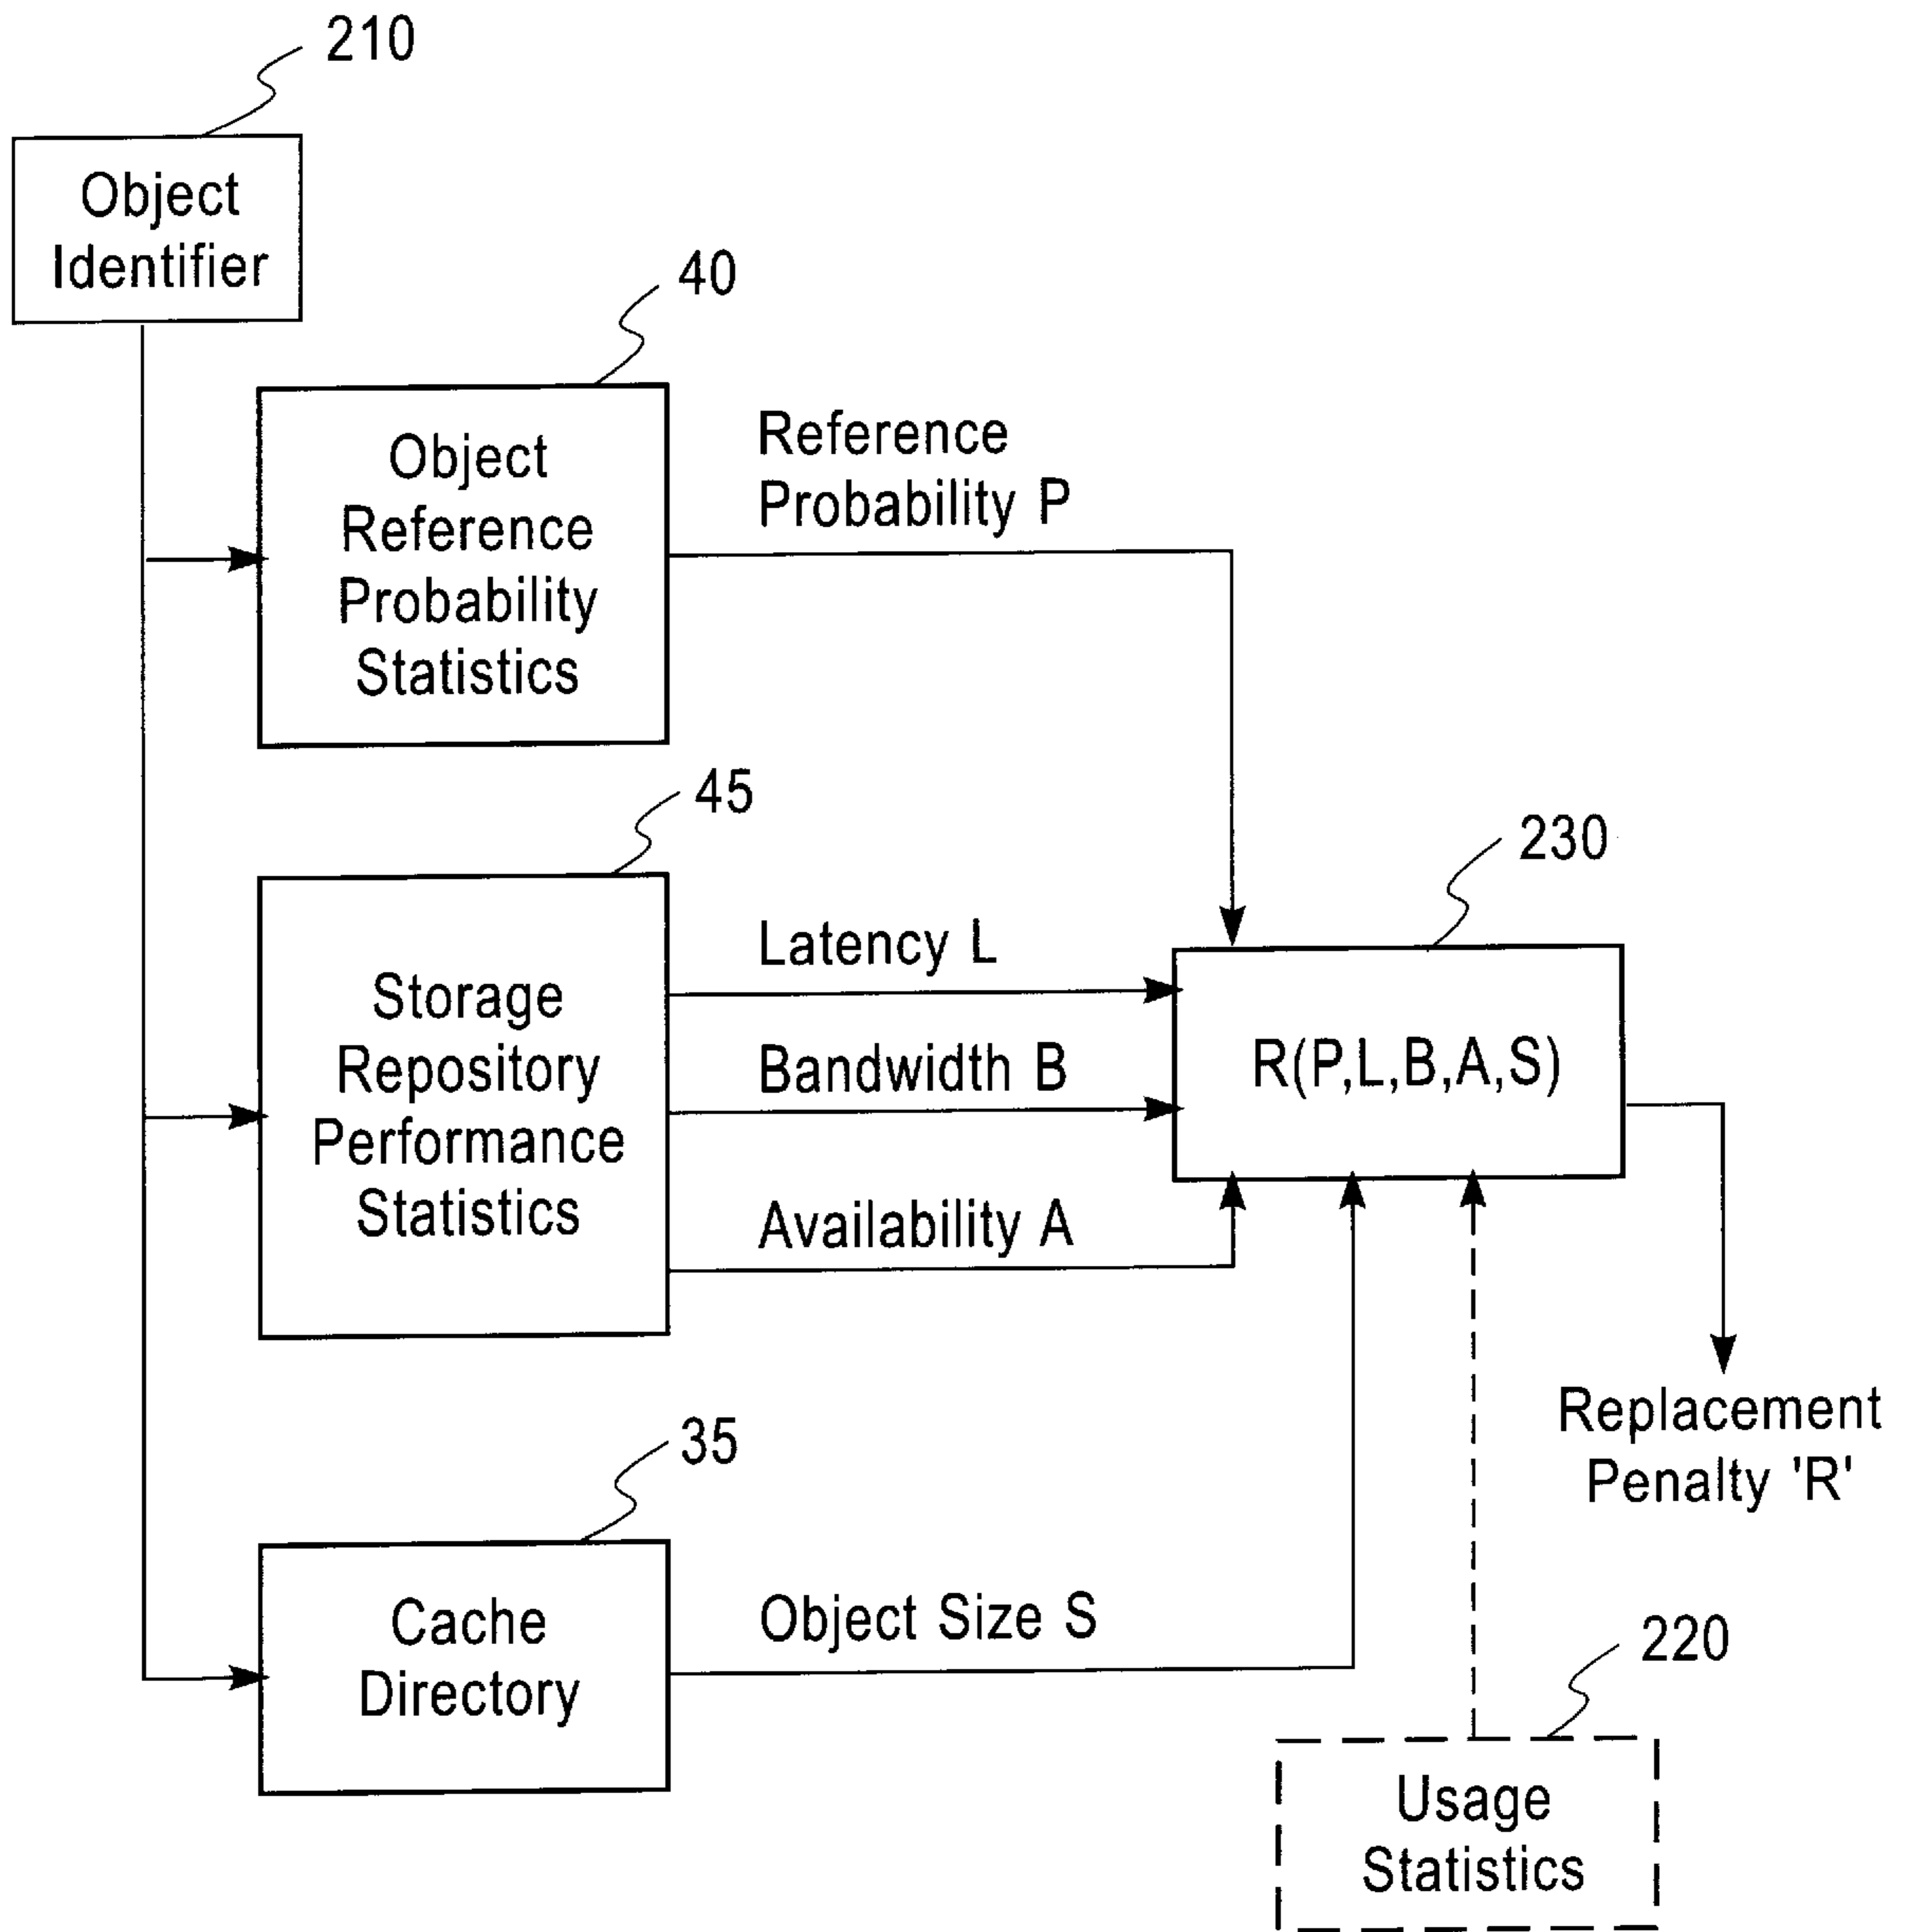 210
Object
Identifier
40
Object
Reference
Probability
Statistics
Reference
Probability P
45
Storage
Repository
Performance
Statistics
Latency L
Bandwidth B
Availability A
230
R(P,L,B,A,S)
Replacement
Penalty 'R'
35
Cache
Directory
Object Size S
220
Usage
Statistics